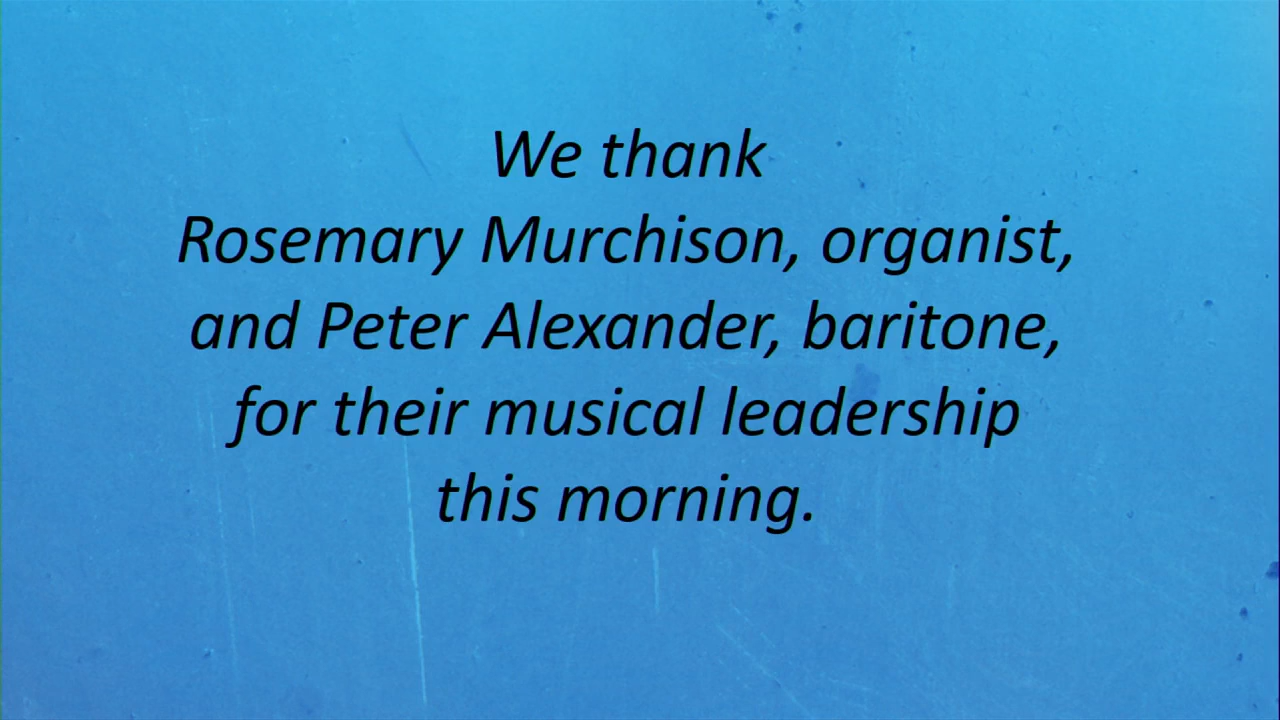 We thank
Rosemary Murchison, organist,
and Peter Alexander, baritone,
for their musical leadership
this morning.